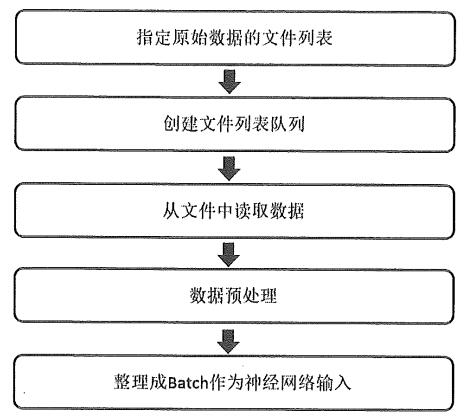 指定原始数据的文件列表
创建文件列表队列
从文件中读取数据
数据预处理
整理成Batch作为神经网络输入